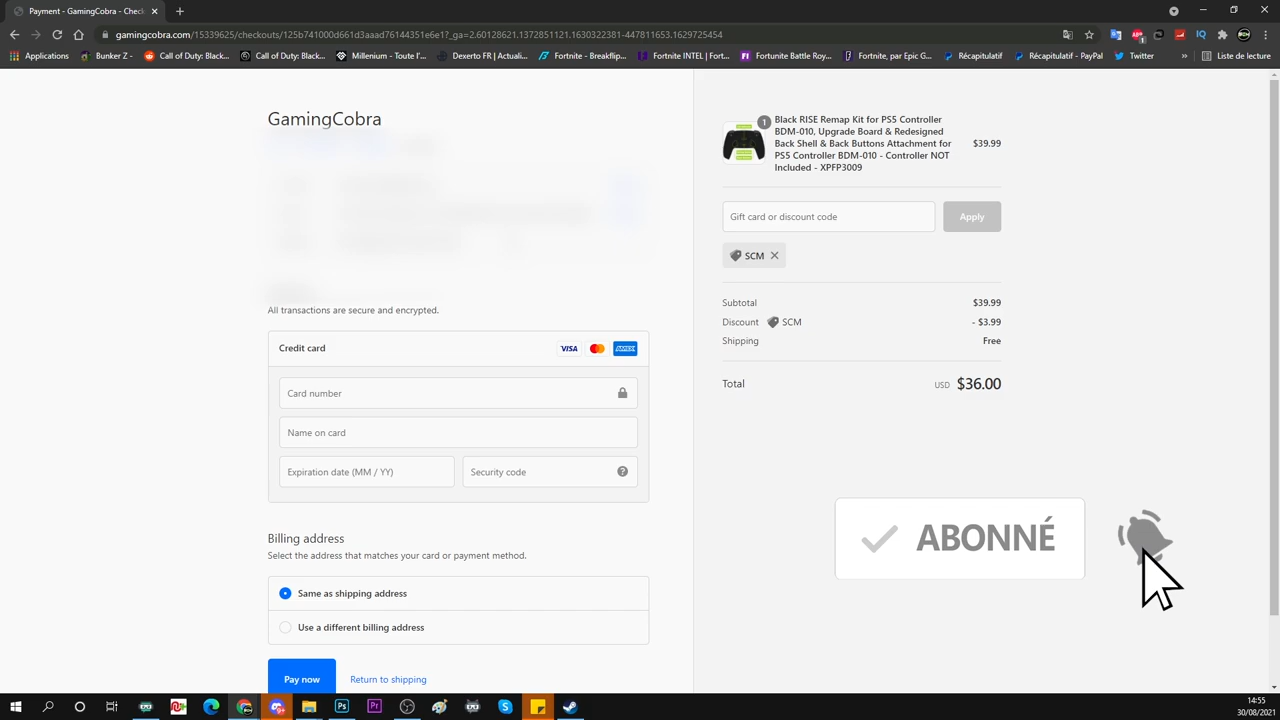 Payment - GamingCobra - Check
gamingcobra.com/15339625/checkouts/125b741000d661d3aaad76144351e6e1?_ga=2.60128621.1372851121.1630322381-447811653.1629725454
Applications
Bunker Z -
Call of Duty: Black...
Call of Duty: Black...
Millenium - Toute l'...
Dexerto FR | Actuali...
Fortnite - Breakflip...
Fortnite INTEL | Fort...
Fortnite Battle Roy...
Fortnite, par Epic G...
Récapitulatif - PayP...
Récapitulatif - PayPal
Twitter
»
Liste de lecture
GamingCobra
All transactions are secure and encrypted.
Credit card
VISA
AMEX
Card number
Name on card
Expiration date (MM / YY)
Security code
Billing address
Select the address that matches your card or payment method.
Same as shipping address
Use a different billing address
Pay now
Return to shipping
1
Black RISE Remap Kit for PS5 Controller
BDM-010, Upgrade Board & Redesigned
Back Shell & Back Buttons Attachment for
PS5 Controller BDM-010 - Controller NOT
Included - XPFP3009
$39.99
Gift card or discount code
Apply
SCM
Subtotal
$39.99
Discount SCM
- $3.99
Shipping
Free
Total
USD $36.00
ABONNÉ
14:55
30/08/2021